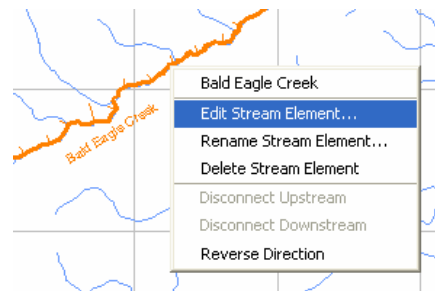 Bald Eagle Creek
Bald Eagle Creek
Edit Stream Element...
Rename Stream Element...
Delete Stream Element
Disconnect Upstream
Disconnect Downstream
Reverse Direction